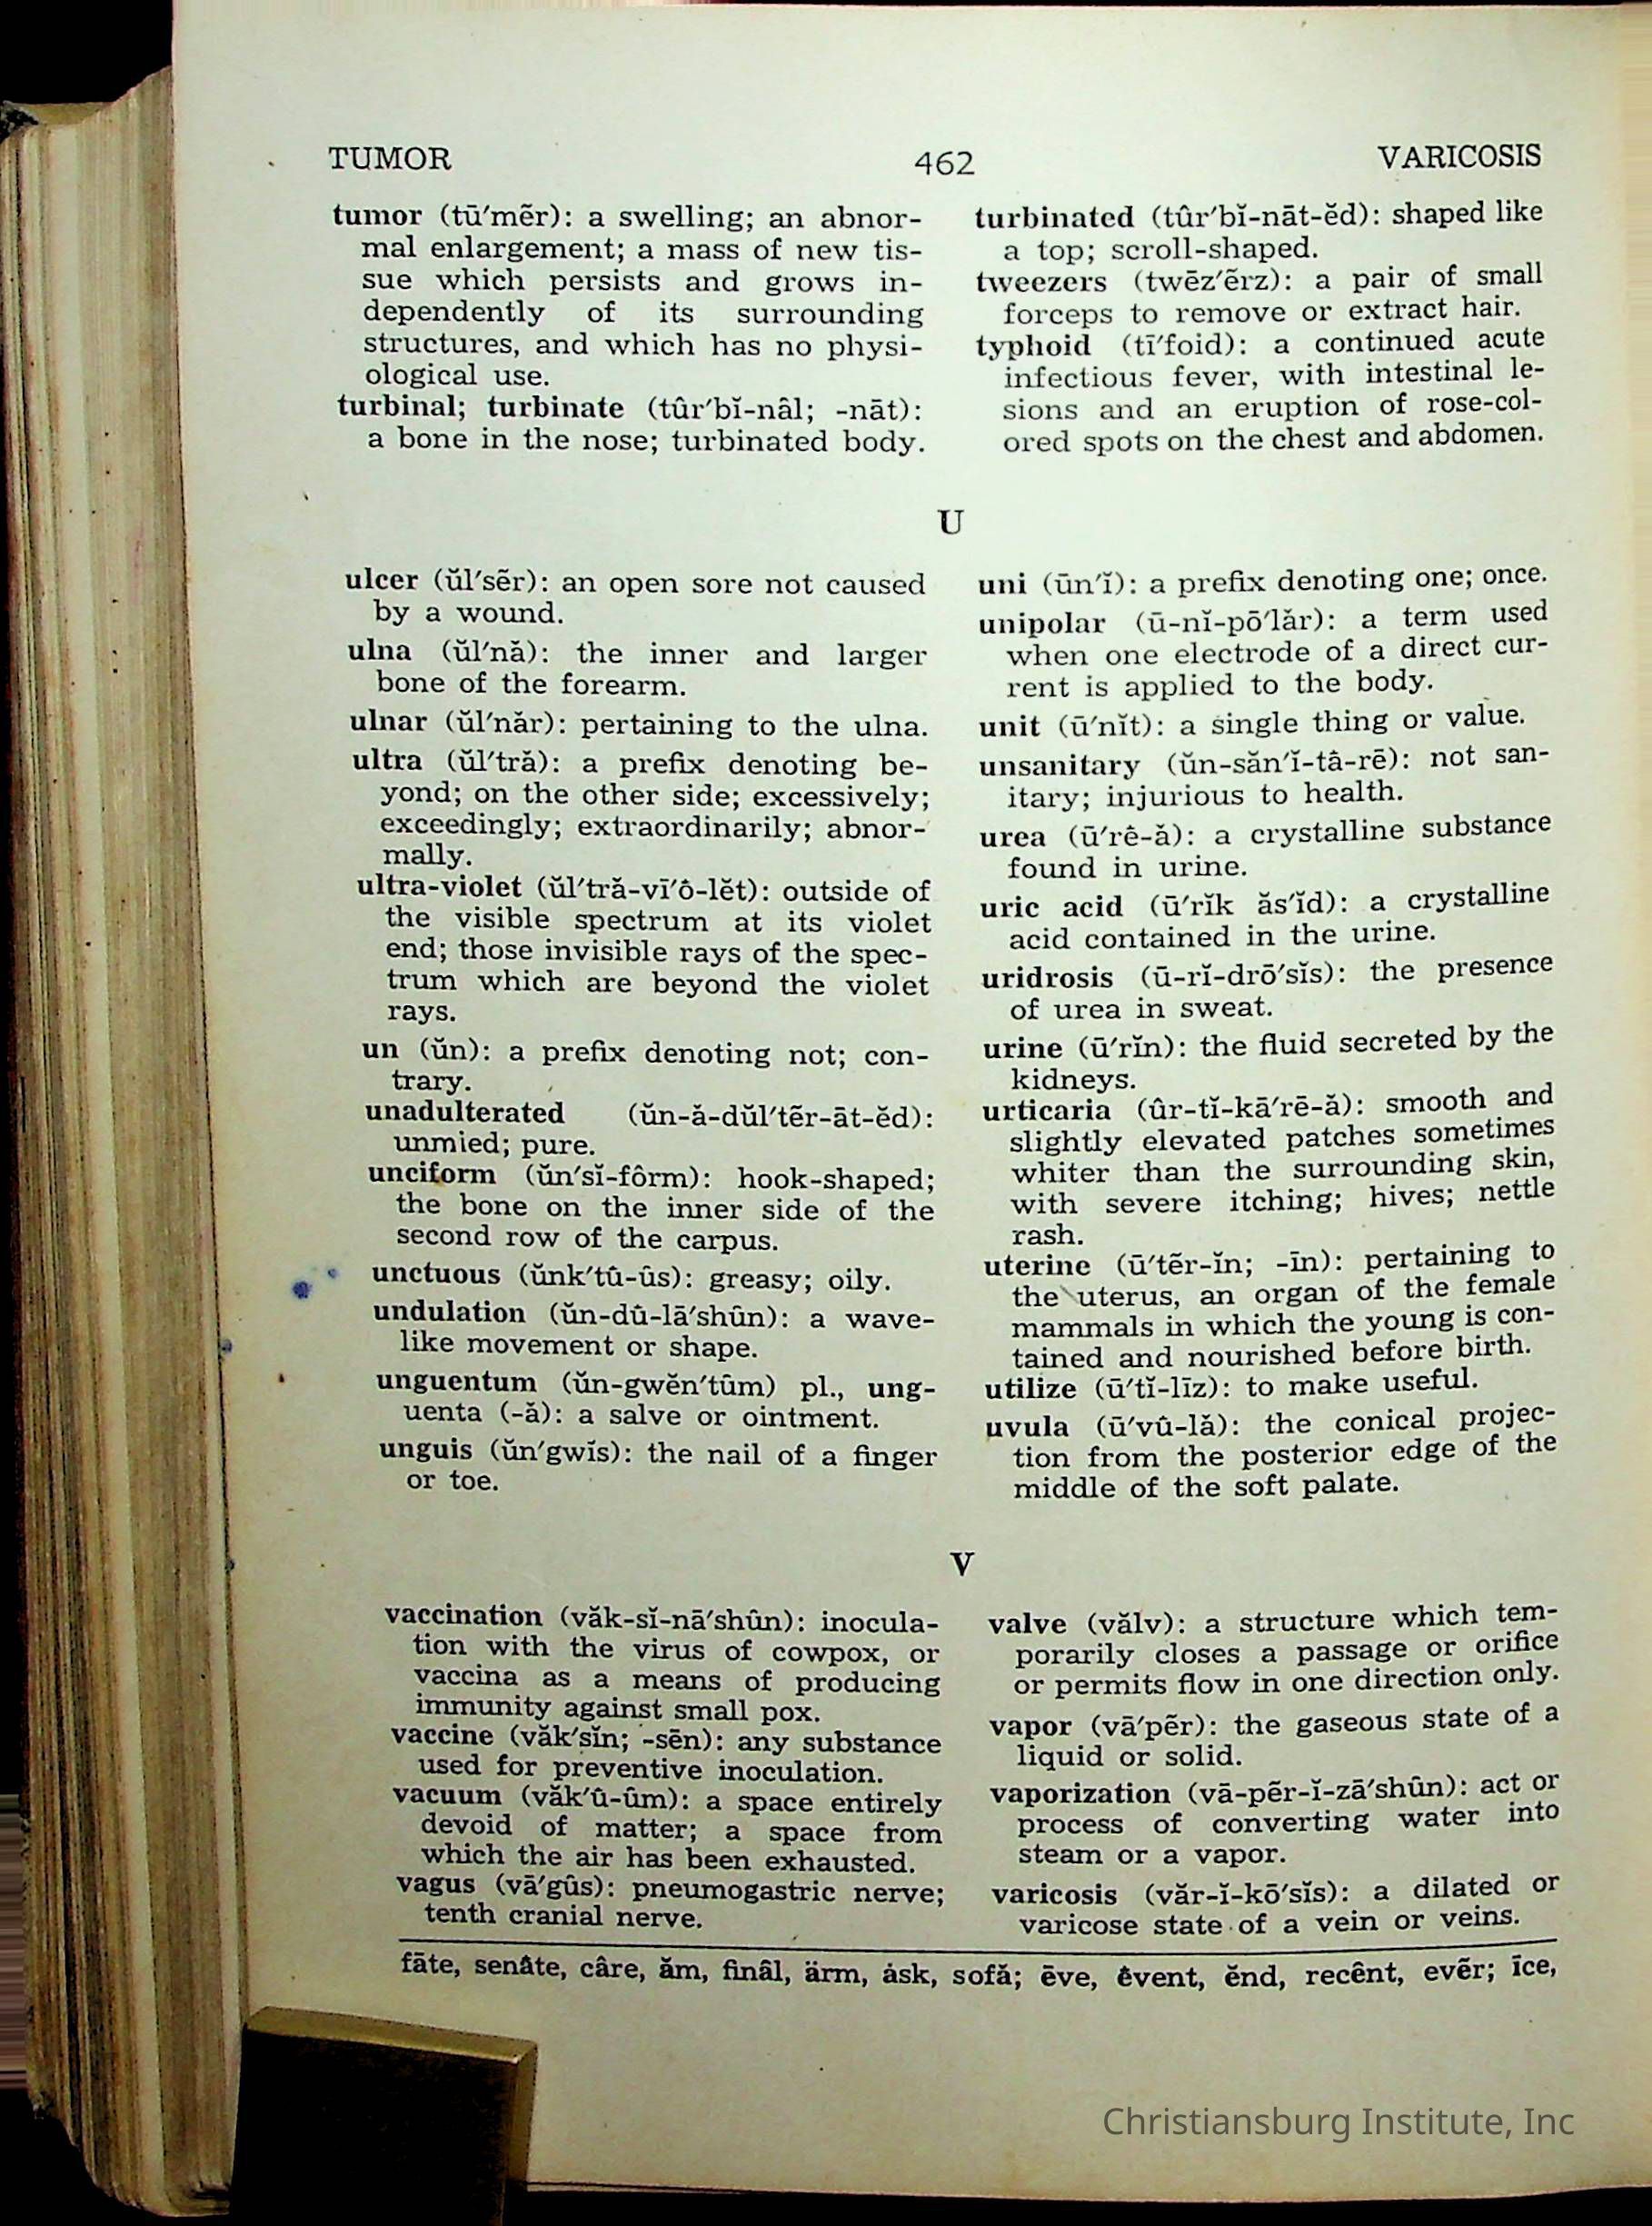 TUMOR 462 VARICOSIS
tumor (tū′mẽr): a swelling; an abnor-
mal enlargement; a mass of new tis-
sue which persists and grows in-
dependently of its surrounding
structures, and which has no physi-
ological use.
turbinal; turbinate (tûr′bĭ-nâl; -nāt):
a bone in the nose; turbinated body.
turbinated (tûr′bĭ-nāt-ĕd): shaped like
a top; scroll-shaped.
tweezers (twēz′ẽrz): a pair of small
forceps to remove or extract hair.
typhoid (tī′foid): a continued acute
infectious fever, with intestinal le-
sions and an eruption of rose-col-
ored spots on the chest and abdomen.
U
ulcer (ŭl′sẽr): an open sore not caused
by a wound.
ulna (ŭl′nă): the inner and larger
bone of the forearm.
ulnar (ŭl′năr): pertaining to the ulna.
ultra (ŭl′tră): a prefix denoting be-
yond; on the other side; excessively;
exceedingly; extraordinarily; abnor-
mally.
ultra-violet (ŭl′tră-vī′ô-lĕt): outside of
the visible spectrum at its violet
end; those invisible rays of the spec-
trum which are beyond the violet
rays.
un (ŭn): a prefix denoting not; con-
trary.
unadulterated (ŭn-ă-dŭl′tẽr-āt-ĕd):
unmied; pure.
unciform (ŭn′sĭ-fôrm): hook-shaped;
the bone on the inner side of the
second row of the carpus.
unctuous (ŭnk′tû-ûs): greasy; oily.
undulation (ŭn-dû-lā′shûn): a wave-
like movement or shape.
unguentum (ŭn-gwĕn′tûm) pl., ung-
uenta (-ă): a salve or ointment.
unguis (ŭn′gwĭs): the nail of a finger
or toe.
uni (ūn′ĭ): a prefix denoting one; once.
unipolar (ū-nĭ-pō′lăr): a term used
when one electrode of a direct cur-
rent is applied to the body.
unit (ū′nĭt): a single thing or value.
unsanitary (ŭn-săn′ĭ-tâ-rē): not san-
itary; injurious to health.
urea (ū′rê-ă): a crystalline substance
found in urine.
uric acid (ū′rĭk ăs′ĭd): a crystalline
acid contained in the urine.
uridrosis (ū-rĭ-drō′sĭs): the presence
of urea in sweat.
urine (ū′rĭn): the fluid secreted by the
kidneys.
urticaria (ûr-tĭ-kā′rē-ă): smooth and
slightly elevated patches sometimes
whiter than the surrounding skin,
with severe itching; hives; nettle
rash.
uterine (ū′tẽr-ĭn; -īn): pertaining to
the uterus, an organ of the female
mammals in which the young is con-
tained and nourished before birth.
utilize (ū′tĭ-līz): to make useful.
uvula (ū′vû-lă): the conical projec-
tion from the posterior edge of the
middle of the soft palate.
V
vaccination (văk-sĭ-nā′shûn): inocula-
tion with the virus of cowpox, or
vaccina as a means of producing
immunity against small pox.
vaccine (văk′sĭn; -sēn): any substance
used for preventive inoculation.
vacuum (văk′û-ûm): a space entirely
devoid of matter; a space from
which the air has been exhausted.
vagus (vā′gûs): pneumogastric nerve;
tenth cranial nerve.
valve (vălv): a structure which tem-
porarily closes a passage or orifice
or permits flow in one direction only.
vapor (vā′pẽr): the gaseous state of a
liquid or solid.
vaporization (vā-pẽr-ĭ-zā′shûn): act or
process of converting water into
steam or a vapor.
varicosis (văr-ĭ-kō′sĭs): a dilated or
varicose state of a vein or veins.
fāte, senâte, câre, ăm, finâl, ärm, ȧsk, sofă; ēve, êvent, ĕnd, recênt, evẽr; īce,
Christiansburg Institute, Inc